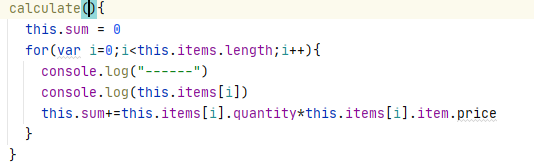 calculate(){
this.sum = 0
for(var i=0;i<this.items.length;i++){
console.log("------")
console.log(this.items[i])
this.sum+=this.items[i].quantity*this.items[i].item.price
}
}